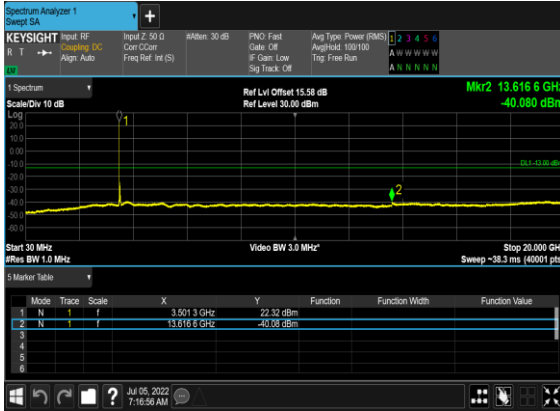 Spectrum Analyzer 1
Swept SA
+
KEYSIGHT Input: RF Input Z: 50 Ω #Atten: 30 dB PNO: Fast Avg Type: Power (RMS) 1 2 3 4 5 6
R T Coupling: DC Corr CCorr Gate: Off Avg|Hold: 100/100 A W W W W W
Align: Auto Freq Ref: Int (S) IF Gain: Low Trig: Free Run
Sig Track: Off A N N N N N
1 Spectrum Ref Lvl Offset 15.58 dB Mkr2 13.616 6 GHz
Scale/Div 10 dB Ref Level 30.00 dBm -40.080 dBm
Log
20.0
10.0
0.00
-10.0
-20.0
-30.0
-40.0
-50.0
-60.0
1
2
DL1 -13.00 dBm
Start 30 MHz Video BW 3.0 MHz* Stop 20.000 GHz
#Res BW 1.0 MHz Sweep ~38.3 ms (40001 pts)
5 Marker Table
Mode Trace Scale X Y Function Function Width Function Value
1 N 1 f 3.501 3 GHz 22.32 dBm
2 N 1 f 13.616 6 GHz -40.08 dBm
3
4
5
6
? Jul 05, 2022
7:16:56 AM